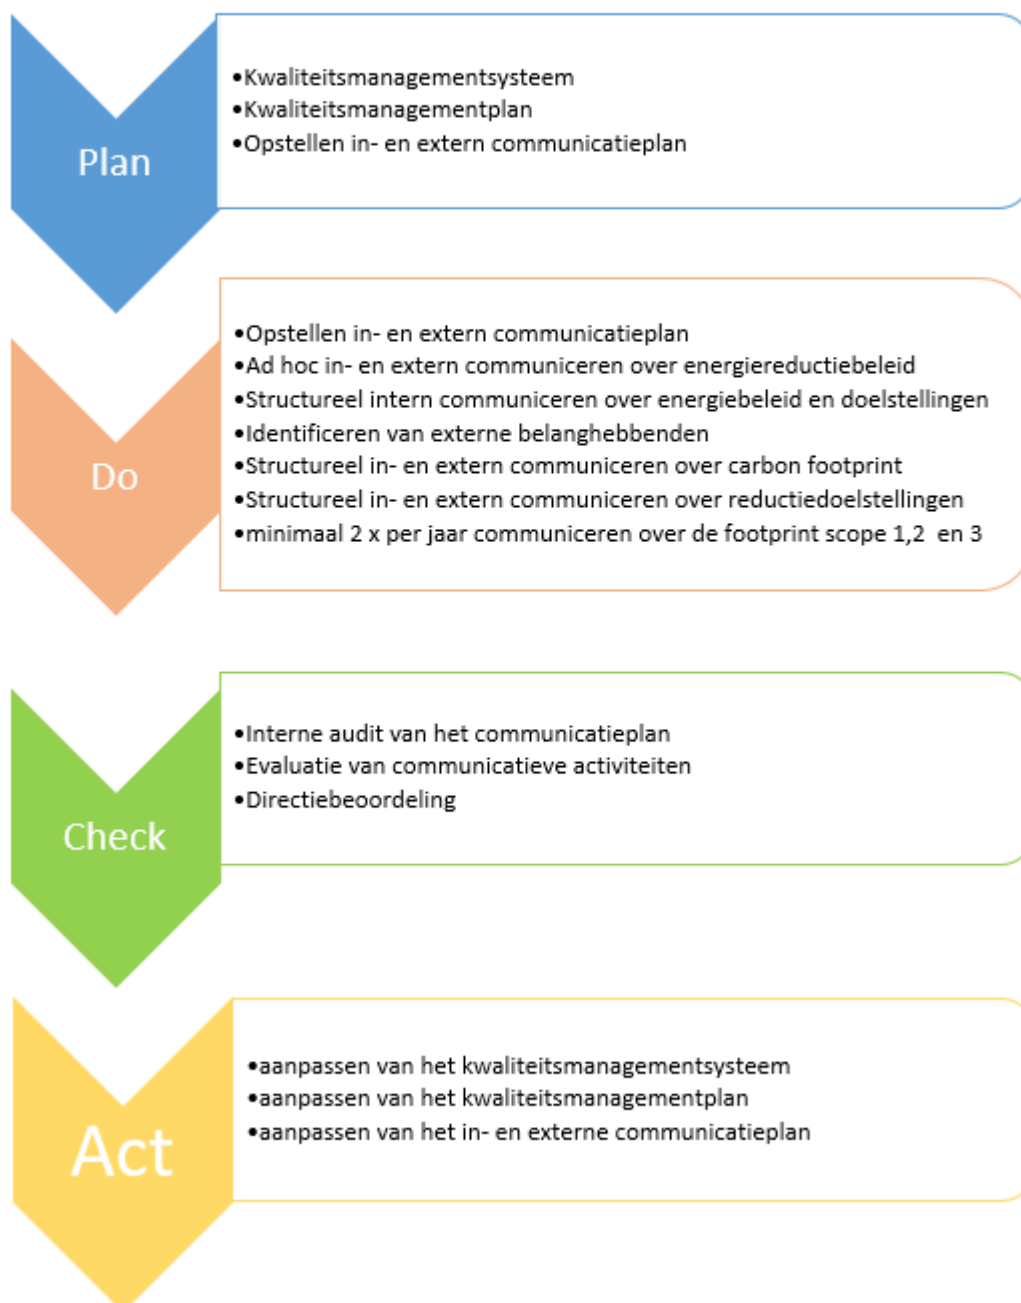 Plan
•Kwaliteitsmanagementsysteem
•Kwaliteitsmanagementplan
•Opstellen in- en extern communicatieplan
Do
•Opstellen in- en extern communicatieplan
•Ad hoc in- en extern communiceren over energiereductiebeleid
•Structureel intern communiceren over energiebeleid en doelstellingen
•Identificeren van externe belanghebbenden
•Structureel in- en extern communiceren over carbon footprint
•Structureel in- en extern communiceren over reductiedoelstellingen
•minimaal 2 x per jaar communiceren over de footprint scope 1,2  en 3
Check
•Interne audit van het communicatieplan
•Evaluatie van communicatieve activiteiten
•Directiebeoordeling
Act
•aanpassen van het kwaliteitsmanagementsysteem
•aanpassen van het kwaliteitsmanagementplan
•aanpassen van het in- en externe communicatieplan